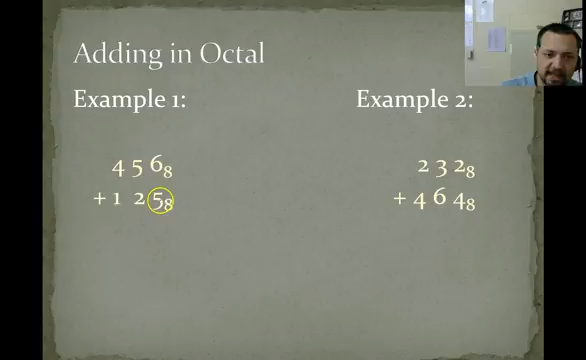 Adding in Octal
Example 1:
4 5 6₈
+ 1 2 5₈
Example 2:
2 3 2₈
+ 4 6 4₈